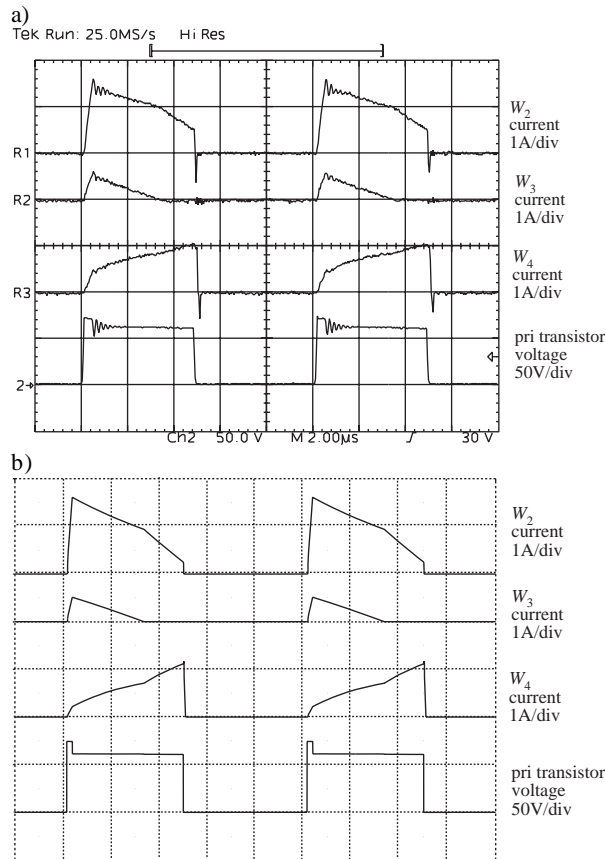 a)
Tek Run: 25.0MS/s Hi Res
R1
R2
R3
2
W2
current
1A/div
W3
current
1A/div
W4
current
1A/div
pri transistor
voltage
50V/div
Ch2 50.0 V M 2.00µs 30 V
b)
W2
current
1A/div
W3
current
1A/div
W4
current
1A/div
pri transistor
voltage
50V/div